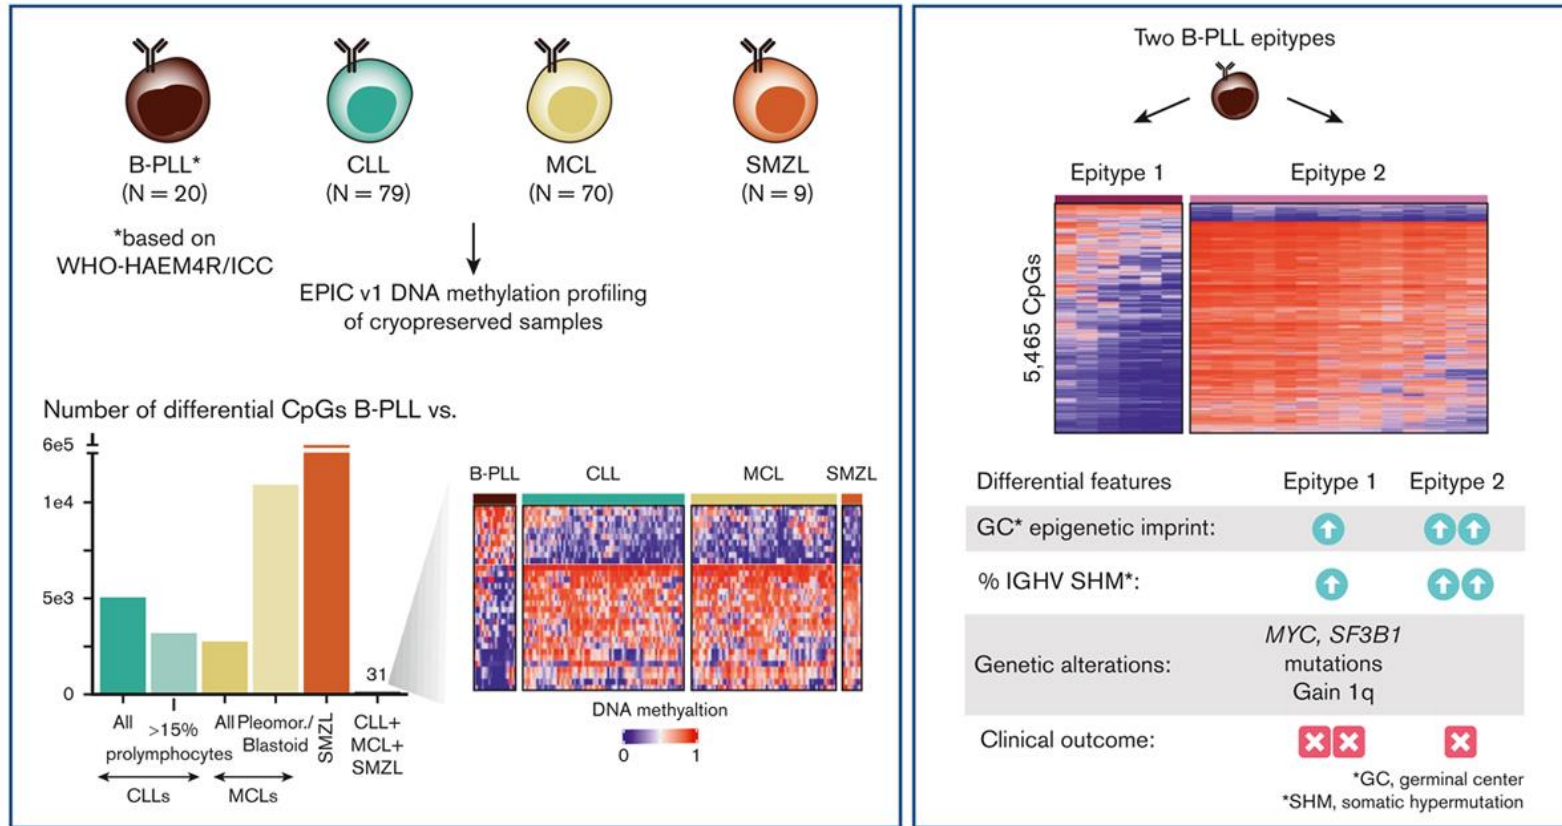 B-PLL*
(N = 20)
CLL
(N = 79)
MCL
(N = 70)
SMZL
(N = 9)
*based on
WHO-HAEM4R/ICC
EPIC v1 DNA methylation profiling
of cryopreserved samples
Number of differential CpGs B-PLL vs.
6e5
1e4
5e3
0
31
All
>15%
prolymphocytes
All
Pleomor./
Blastoid
SMZL
CLL+
MCL+
SMZL
CLLs
MCLs
B-PLL
CLL
MCL
SMZL
DNA methyaltion
0
1
Two B-PLL epitypes
Epitype 1
Epitype 2
5,465 CpGs
Differential features
Epitype 1
Epitype 2
GC* epigenetic imprint:
% IGHV SHM*:
Genetic alterations:
MYC, SF3B1
mutations
Gain 1q
Clinical outcome:
*GC, germinal center
*SHM, somatic hypermutation